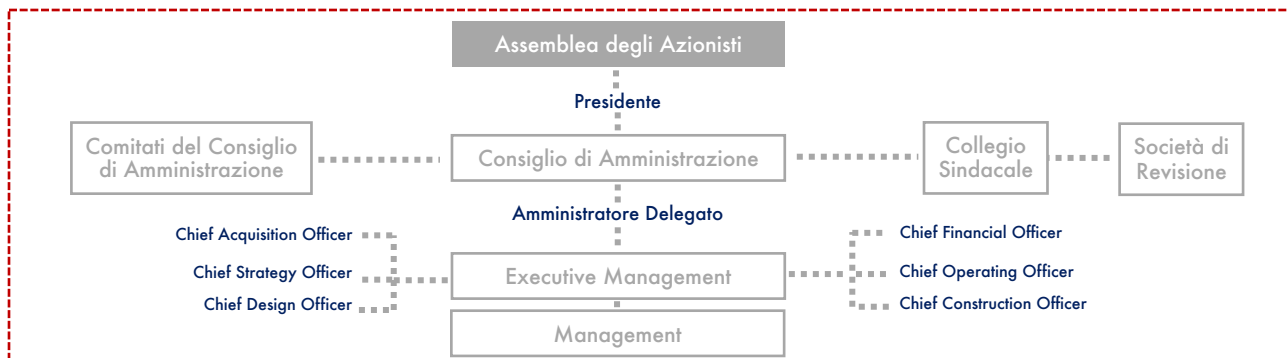 Assemblea degli Azionisti
Presidente
Comitati del Consiglio
di Amministrazione
Consiglio di Amministrazione
Collegio
Sindacale
Società di
Revisione
Amministratore Delegato
Chief Acquisition Officer
Chief Strategy Officer
Chief Design Officer
Executive Management
Chief Financial Officer
Chief Operating Officer
Chief Construction Officer
Management